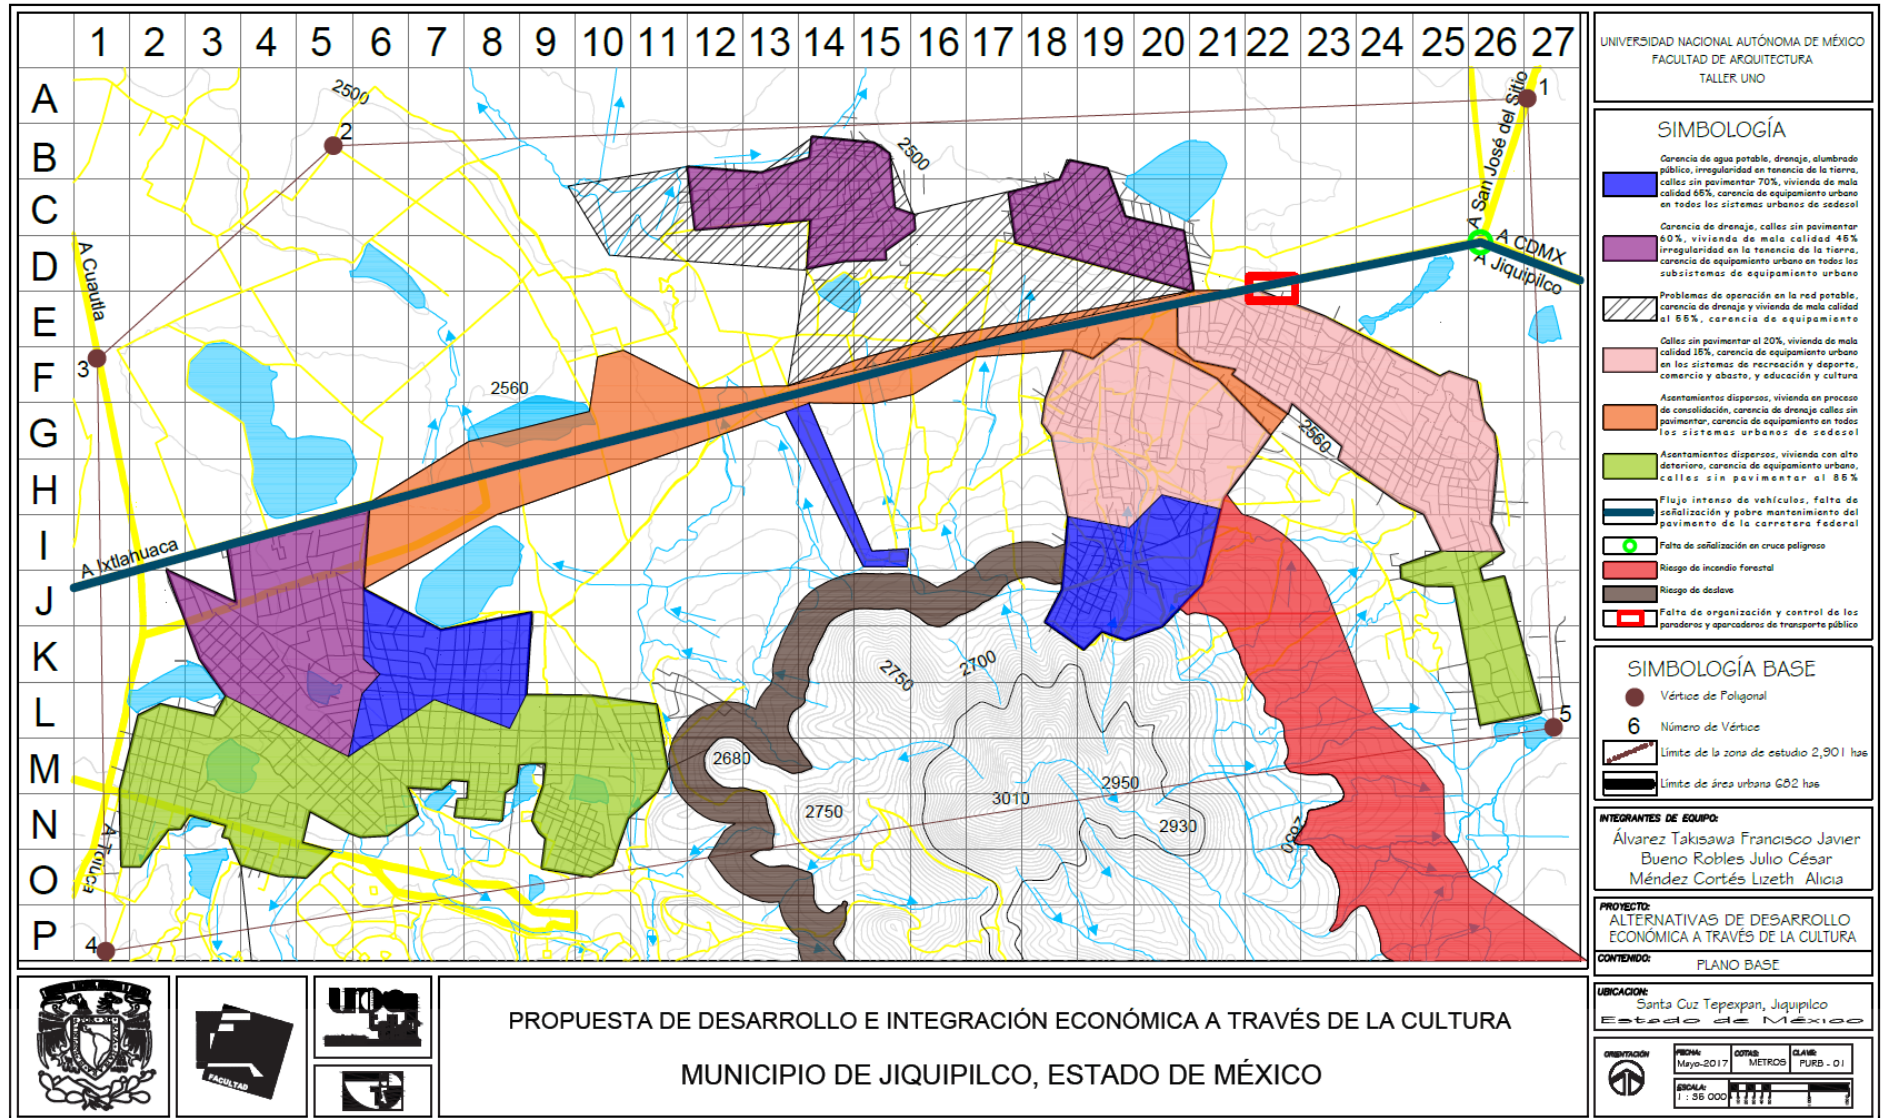 1 2 3 4 5 6 7 8 9 10 11 12 13 14 15 16 17 18 19 20 21 22 23 24 25 26 27
A
B
C
D
E
F
G
H
I
J
K
L
M
N
O
P
2500
2
1
A San José del Sitio
2500
A CDMX
A Jiquipilco
A Cuautla
3
2560
2560
A Ixtlahuaca
2750
2700
5
2680
2950
2750
3010
2930
A Toluca
4
UNIVERSIDAD NACIONAL AUTÓNOMA DE MÉXICO
FACULTAD DE ARQUITECTURA
TALLER UNO
SIMBOLOGÍA
Carencia de agua potable, drenaje, alumbrado
público, irregularidad en tenencia de la tierra,
calles sin pavimentar 70%, vivienda de mala
calidad 65%, carencia de equipamiento urbano
en todos los sistemas urbanos de sedesol
Carencia de drenaje, calles sin pavimentar
60%, vivienda de mala calidad 45%
irregularidad en la tenencia de la tierra,
carencia de equipamiento urbano en todos los
subsistemas de equipamiento urbano
Problemas de operación en la red potable,
carencia de drenaje y vivienda de mala calidad
al 55%, carencia de equipamiento
Calles sin pavimentar al 20%, vivienda de mala
calidad 15%, carencia de equipamiento urbano
en los sistemas de recreación y deporte,
comercio y abasto, y educación y cultura
Asentamientos dispersos, vivienda en proceso
de consolidación, carencia de drenaje calles sin
pavimentar, carencia de equipamiento en todos
los sistemas urbanos de sedesol
Asentamientos dispersos, vivienda con alto
deterioro, carencia de equipamiento urbano,
calles sin pavimentar al 85%
Flujo intenso de vehículos, falta de
señalización y pobre mantenimiento del
pavimento de la carretera federal
Falta de señalización en cruce peligroso
Riesgo de incendio forestal
Riesgo de deslave
Falta de organización y control de los
paraderos y aparcaderos de transporte público
SIMBOLOGÍA BASE
Vértice de Poligonal
6 Número de Vértice
Límite de la zona de estudio 2,901 has
Límite de área urbana 682 has
INTEGRANTES DE EQUIPO:
Álvarez Takisawa Francisco Javier
Bueno Robles Julio César
Méndez Cortés Lizeth Alicia
PROYECTO:
ALTERNATIVAS DE DESARROLLO
ECONÓMICA A TRAVÉS DE LA CULTURA
CONTENIDO:
PLANO BASE
UBICACION:
Santa Cuz Tepexpan, Jiquipilco
Estado de México
ORIENTACIÓN
FECHA: COTAS: CLAVE:
Mayo-2017 METROS PURB - 01
ESCALA:
1 : 35 000
FACULTAD
PROPUESTA DE DESARROLLO E INTEGRACIÓN ECONÓMICA A TRAVÉS DE LA CULTURA
MUNICIPIO DE JIQUIPILCO, ESTADO DE MÉXICO